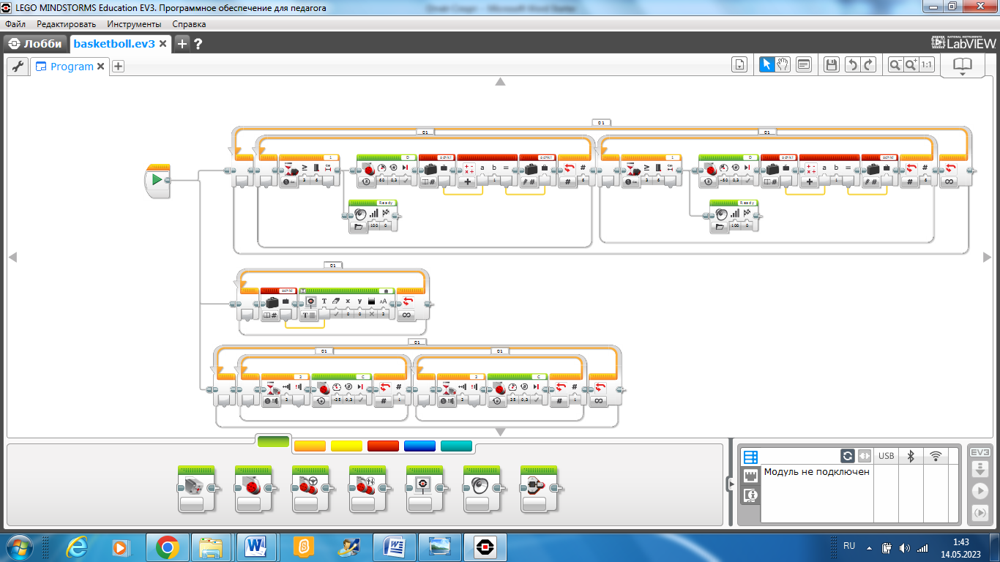 LEGO MINDSTORMS Education EV3. Программное обеспечение для педагога
Файл Редактировать Инструменты Справка
Лобби basketboll.ev3
NATIONAL INSTRUMENTS
LabVIEW
Program
1:1
01
01 01
1 D ochki ochki 1 D ochki ochki
a b = # a b = #
3 6 60 0,3 1 6 3 6 -60 0,3 1 6
Ready Ready
100 0 100 0
01
ochki
T x y AA
T 0 0 2
01
01 01
2 C 2 C
# #
2 -25 0,3 1 2 25 0,3 1
USB
EV3
Модуль не подключен
RU
1:43
14.05.2023